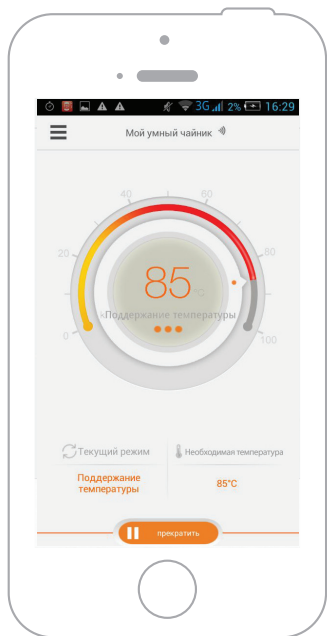 3G 2% 16:29
Мой умный чайник
40 60
20 80
85 °C
Поддержание температуры
0 100
Текущий режим
Необходимая температура
Поддержание
температуры
85°C
прекратить